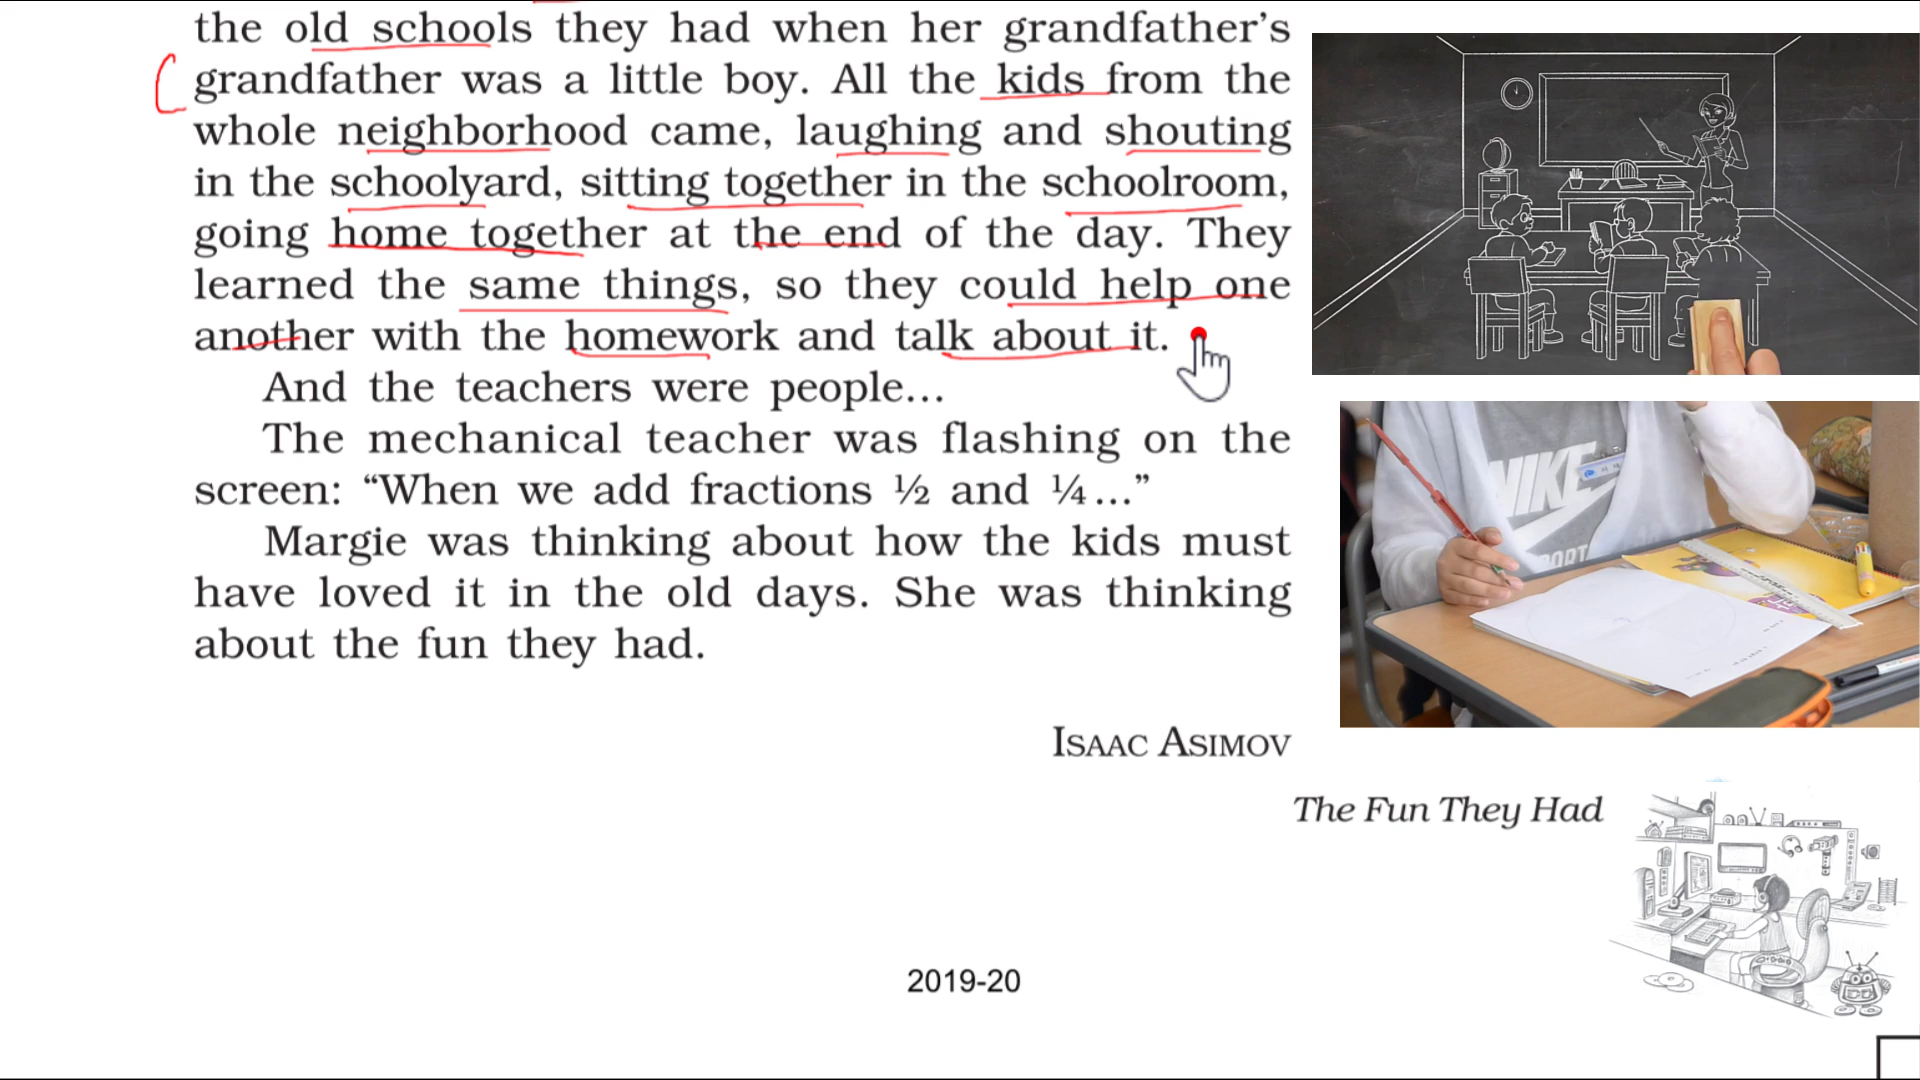 the old schools they had when her grandfather’s
grandfather was a little boy. All the kids from the
whole neighborhood came, laughing and shouting
in the schoolyard, sitting together in the schoolroom,
going home together at the end of the day. They
learned the same things, so they could help one
another with the homework and talk about it.
And the teachers were people...
The mechanical teacher was flashing on the
screen: “When we add fractions ½ and ¼...”
Margie was thinking about how the kids must
have loved it in the old days. She was thinking
about the fun they had.
ISAAC ASIMOV
The Fun They Had
2019-20
NIKE